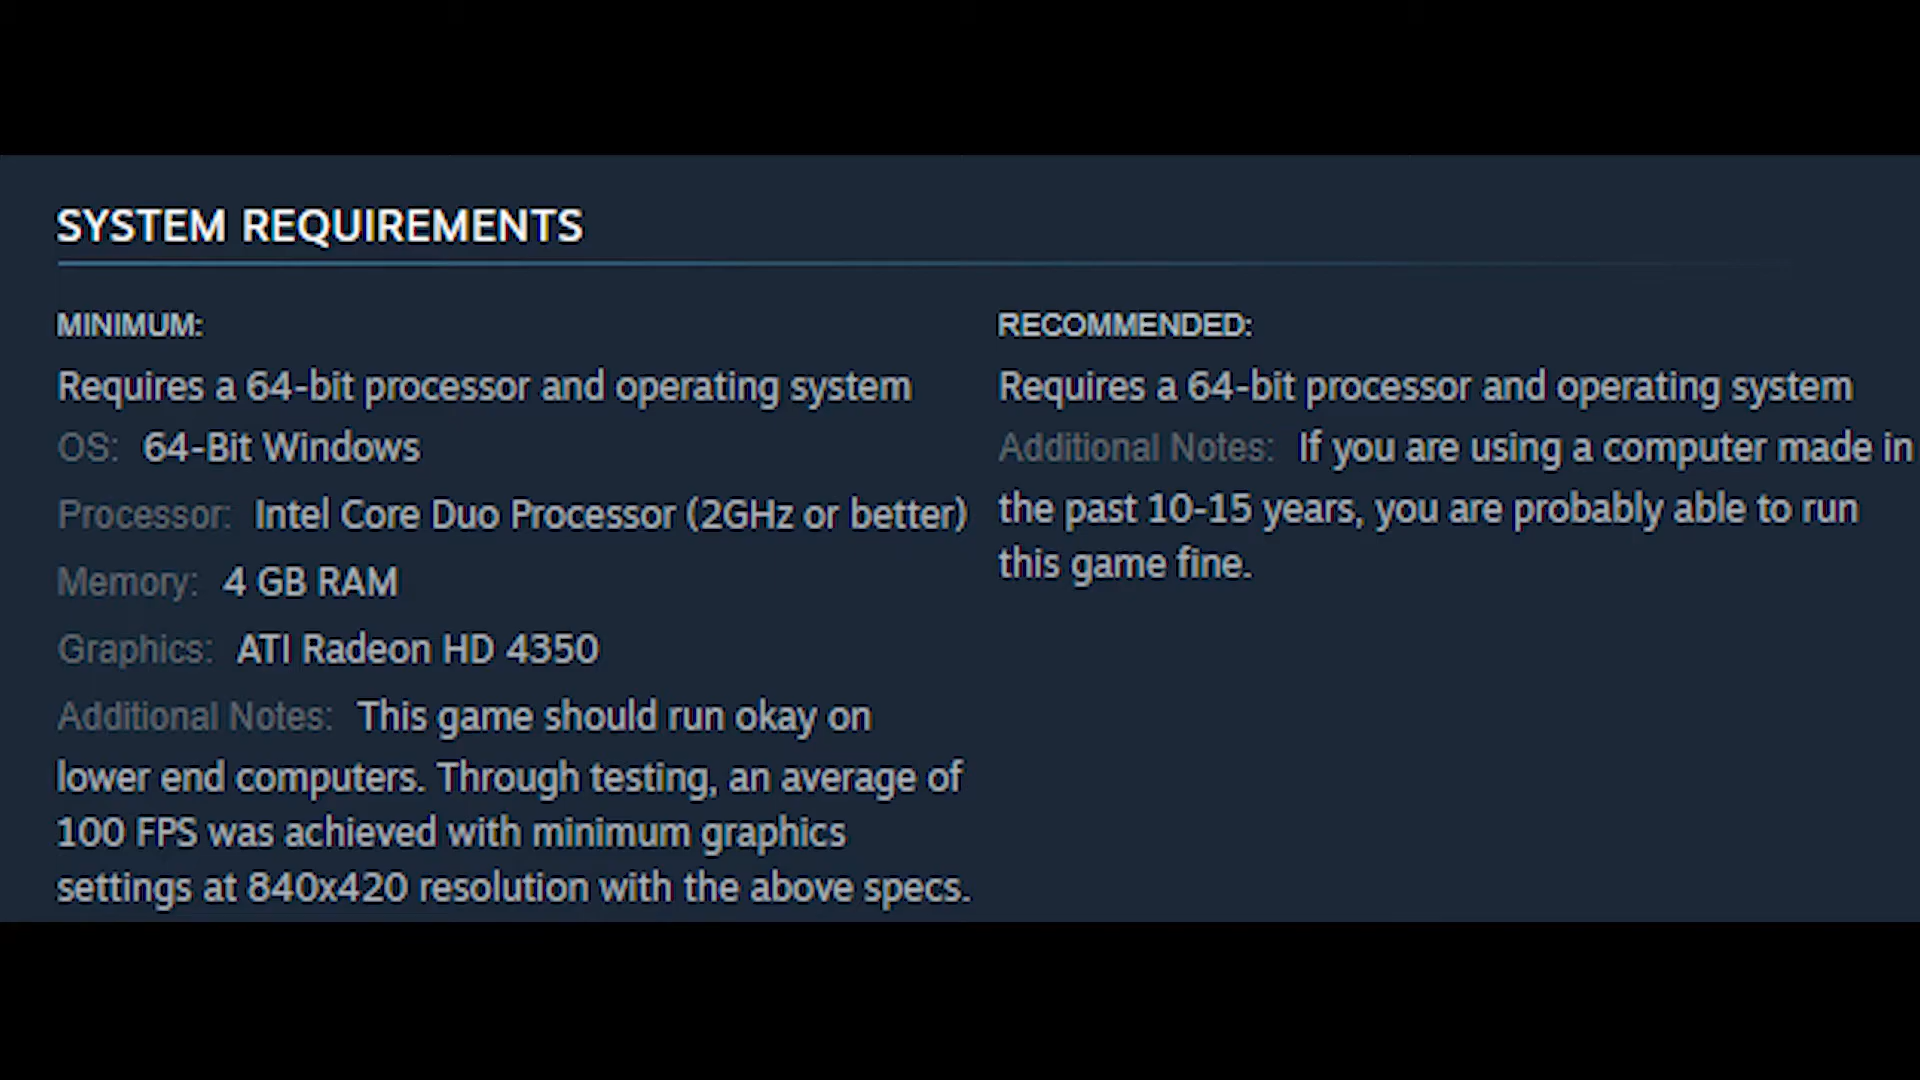 SYSTEM REQUIREMENTS
MINIMUM:
Requires a 64-bit processor and operating system
OS: 64-Bit Windows
Processor: Intel Core Duo Processor (2GHz or better)
Memory: 4 GB RAM
Graphics: ATI Radeon HD 4350
Additional Notes: This game should run okay on
lower end computers. Through testing, an average of
100 FPS was achieved with minimum graphics
settings at 840x420 resolution with the above specs.
RECOMMENDED:
Requires a 64-bit processor and operating system
Additional Notes: If you are using a computer made in
the past 10-15 years, you are probably able to run
this game fine.